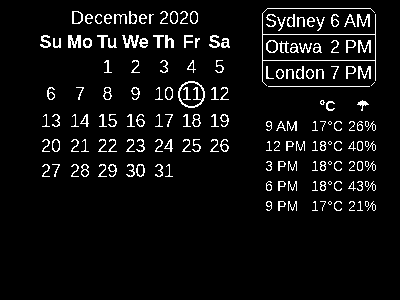 December 2020
Su Mo Tu We Th Fr Sa
1 2 3 4 5
6 7 8 9 10 11 12
13 14 15 16 17 18 19
20 21 22 23 24 25 26
27 28 29 30 31
Sydney 6 AM
Ottawa 2 PM
London 7 PM
°C ☂
9 AM 17°C 26%
12 PM 18°C 40%
3 PM 18°C 20%
6 PM 18°C 43%
9 PM 17°C 21%